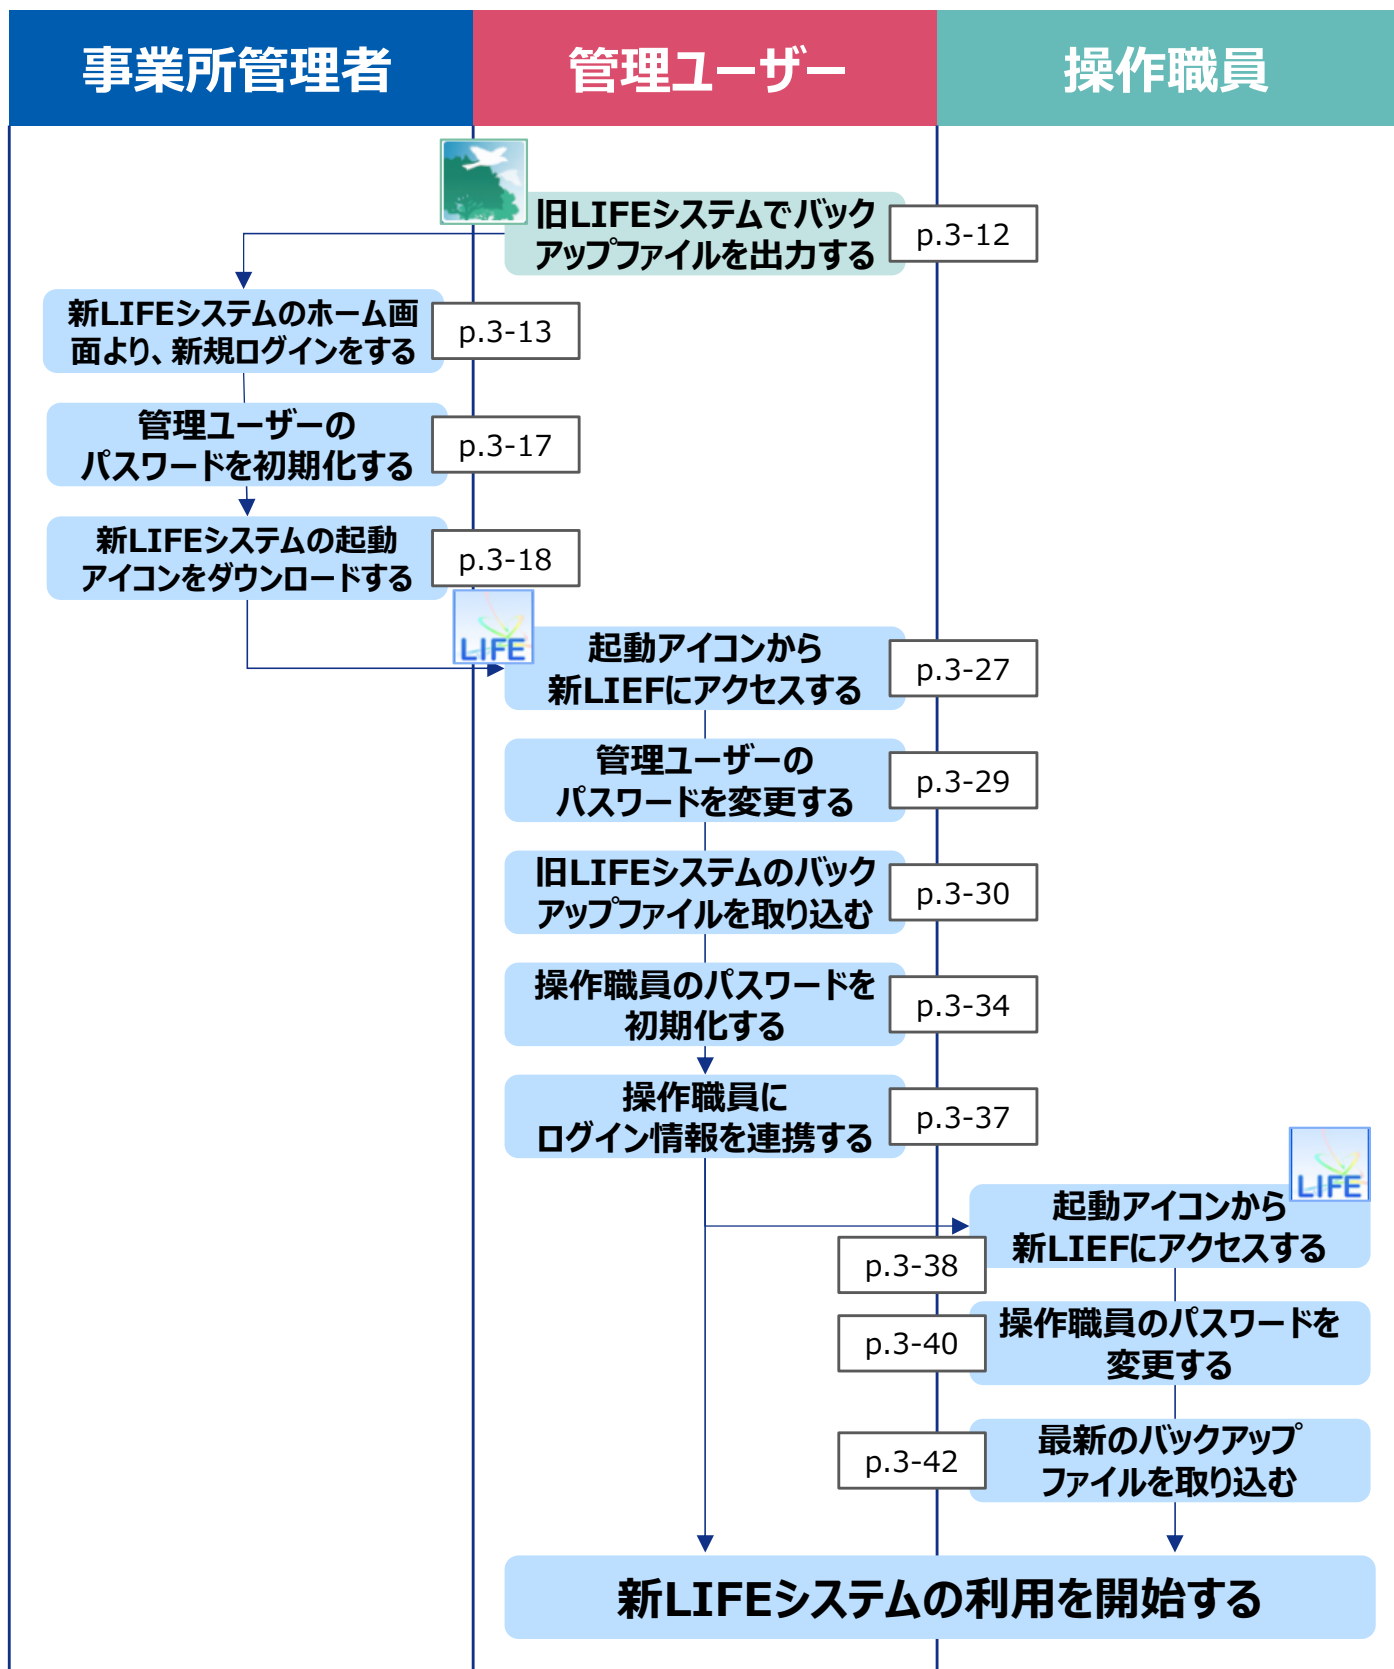 事業所管理者
管理ユーザー
操作職員
旧LIFEシステムでバック
アップファイルを出力する
p.3-12
新LIFEシステムのホーム画
面より、新規ログインをする
p.3-13
管理ユーザーの
パスワードを初期化する
p.3-17
新LIFEシステムの起動
アイコンをダウンロードする
p.3-18
LIFE
起動アイコンから
新LIEFにアクセスする
p.3-27
管理ユーザーの
パスワードを変更する
p.3-29
旧LIFEシステムのバック
アップファイルを取り込む
p.3-30
操作職員のパスワードを
初期化する
p.3-34
操作職員に
ログイン情報を連携する
p.3-37
LIFE
起動アイコンから
新LIEFにアクセスする
p.3-38
操作職員のパスワードを
変更する
p.3-40
最新のバックアップ
ファイルを取り込む
p.3-42
新LIFEシステムの利用を開始する